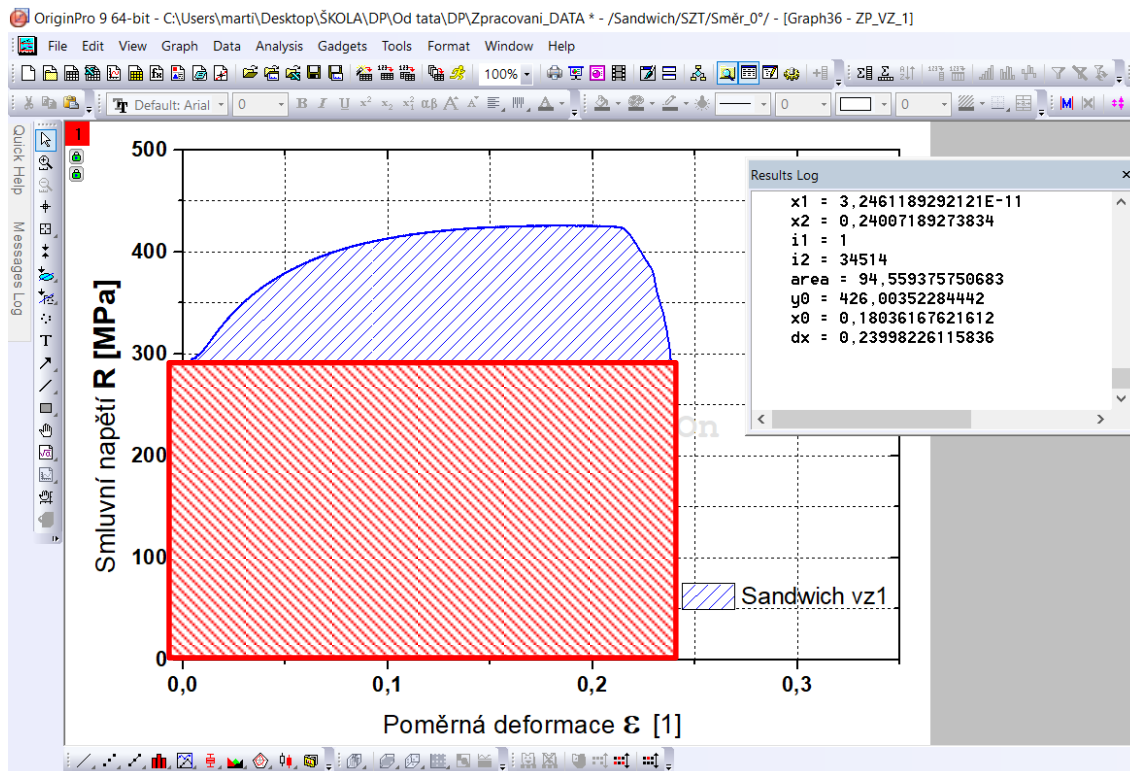 OriginPro 9 64-bit - C:\Users\marti\Desktop\ŠKOLA\DP\Od tata\DP\Zpracovani_DATA * - /Sandwich/SZT/Směr_0°/ - [Graph36 - ZP_VZ_1]
File Edit View Graph Data Analysis Gadgets Tools Format Window Help
100%
Default: Arial 0 B I U 0 0
Quick Help
Messages Log
1
500
400
300
200
100
0
Smluvní napětí R [MPa]
0,0 0,1 0,2 0,3
Poměrná deformace ε [1]
Sandwich vz1
Results Log
x1 = 3,2461189292121E-11
x2 = 0,24007189273834
i1 = 1
i2 = 34514
area = 94,559375750683
y0 = 426,00352284442
x0 = 0,18036167621612
dx = 0,23998226115836